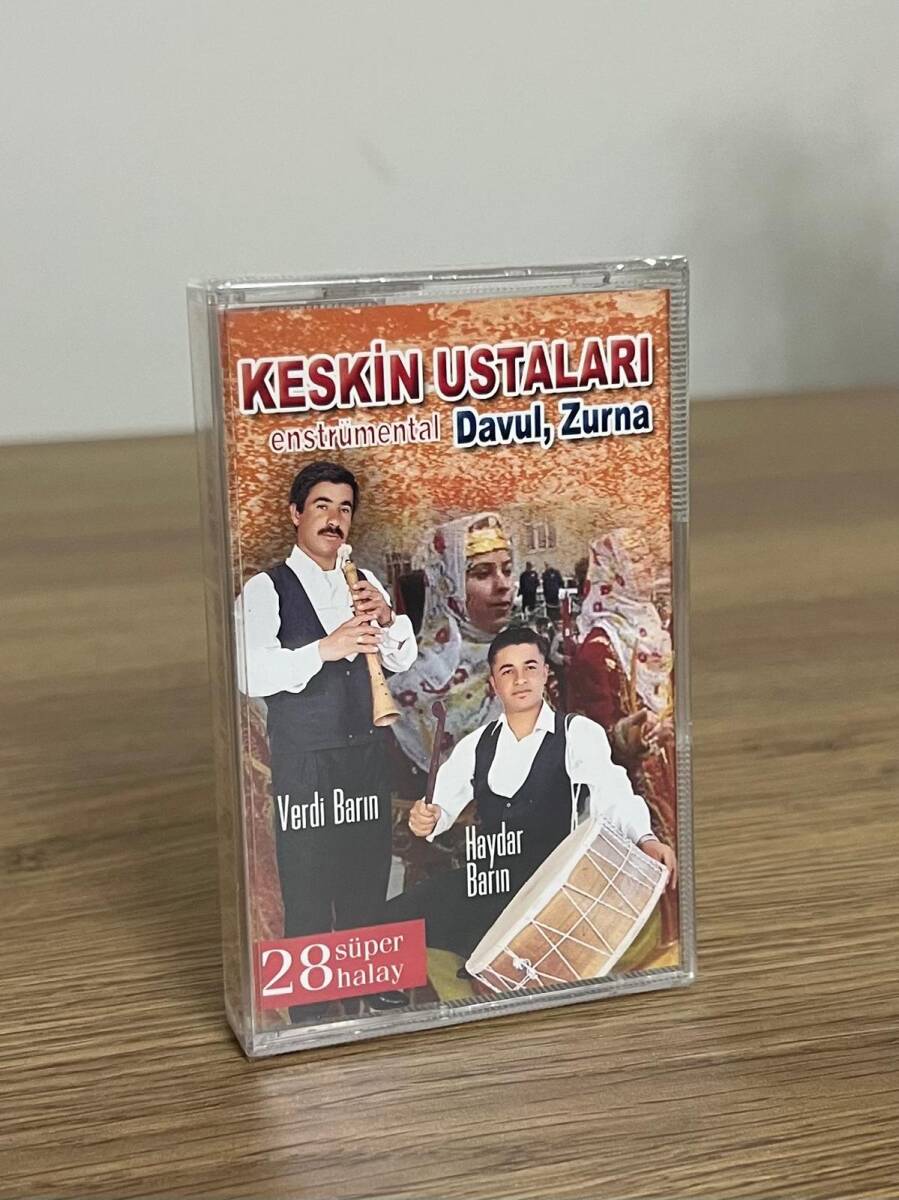 KESKİN USTALARI
enstrümental Davul, Zurna
Verdi Barın
Haydar
Barın
28 süper
halay